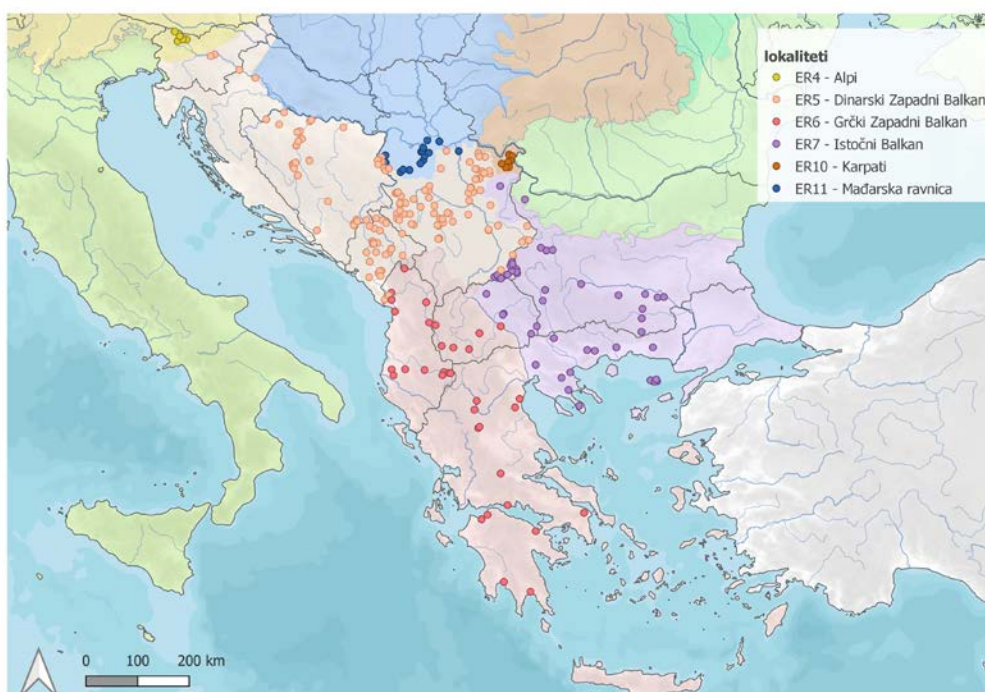 lokaliteti
ER4 - Alpi
ER5 - Dinarski Zapadni Balkan
ER6 - Grčki Zapadni Balkan
ER7 - Istočni Balkan
ER10 - Karpati
ER11 - Mađarska ravnica
0 100 200 km